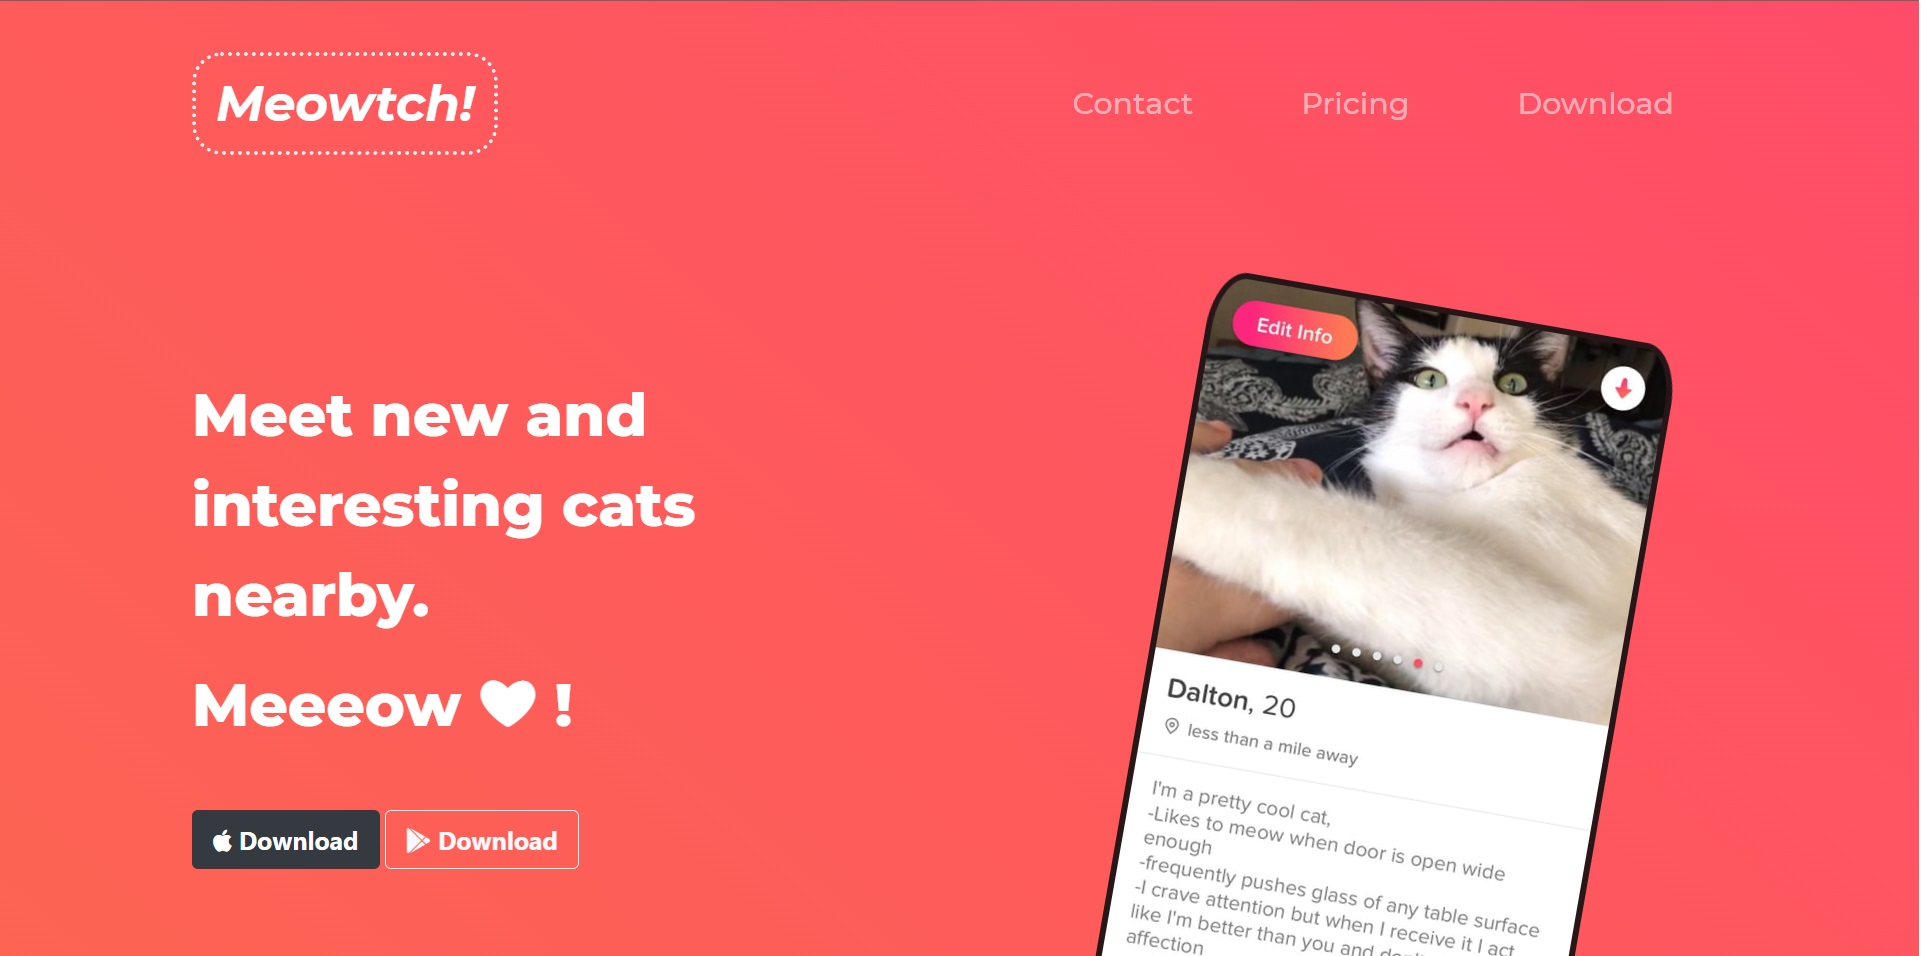 Meowtch!
Contact
Pricing
Download
Meet new and
interesting cats
nearby.
Meeeow !
Download
Download
Edit Info
Dalton, 20
less than a mile away
I'm a pretty cool cat,
-Likes to meow when door is open wide
enough
-frequently pushes glass of any table surface
-I crave attention but when I receive it I act
like I'm better than you and
affection